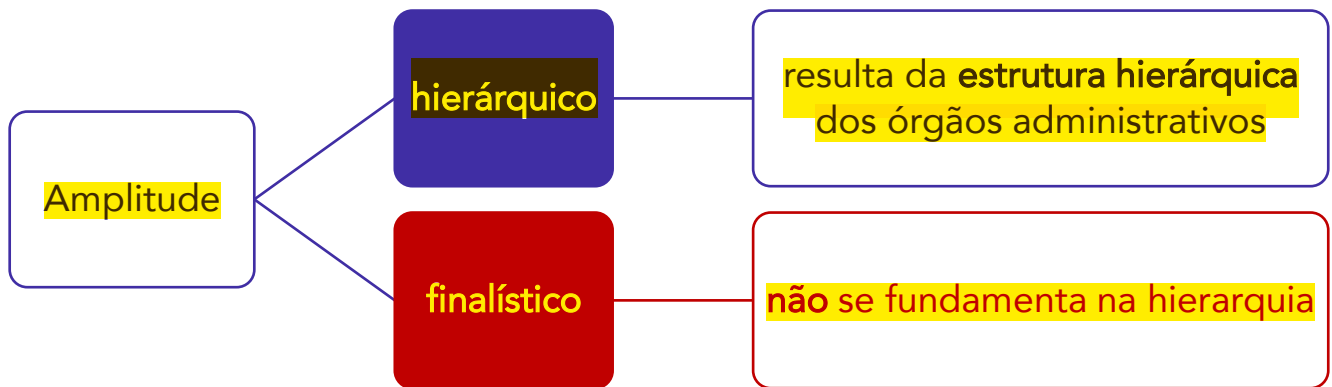 Amplitude
hierárquico
resulta da estrutura hierárquica
dos órgãos administrativos
finalístico
não se fundamenta na hierarquia